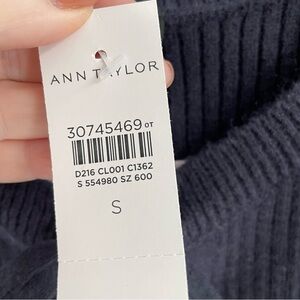 ANN TAYLOR
30745469 OT
D216 CL001 C1362
S 554980 SZ 600
S